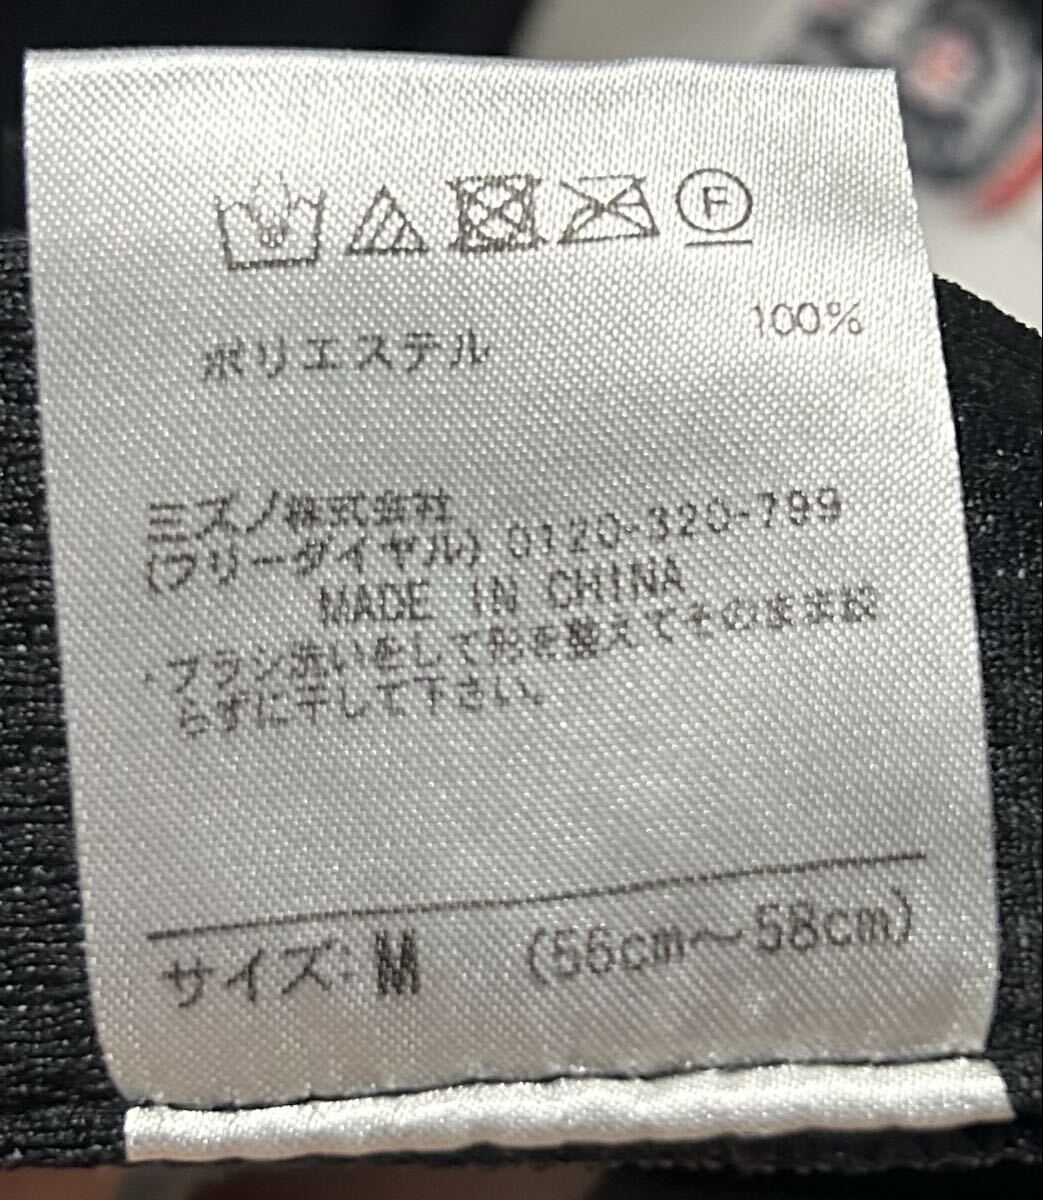 F
ポリエステル 100%
ミズノ株式会社
(フリーダイヤル) 0120-320-799
MADE IN CHINA
・ブラシ洗いをして形を整えてそのまま絞
らずに干して下さい。
サイズ:M (56cm～58cm)